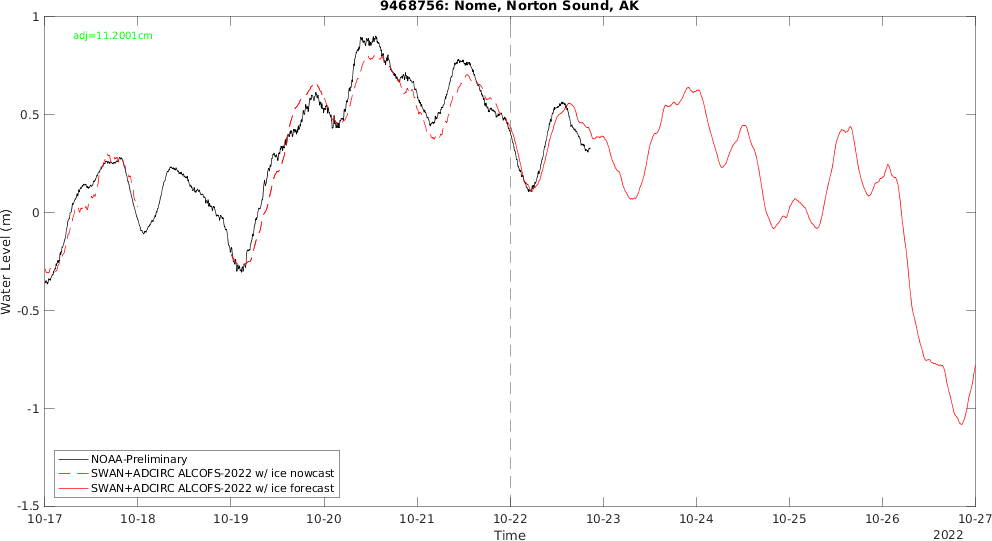 9468756: Nome, Norton Sound, AK
adj=11.2001cm
1
0.5
0
-0.5
-1
-1.5
Water Level (m)
NOAA-Preliminary
SWAN+ADCIRC ALCOFS-2022 w/ ice nowcast
SWAN+ADCIRC ALCOFS-2022 w/ ice forecast
10-17 10-18 10-19 10-20 10-21 10-22 10-23 10-24 10-25 10-26 10-27
Time
2022